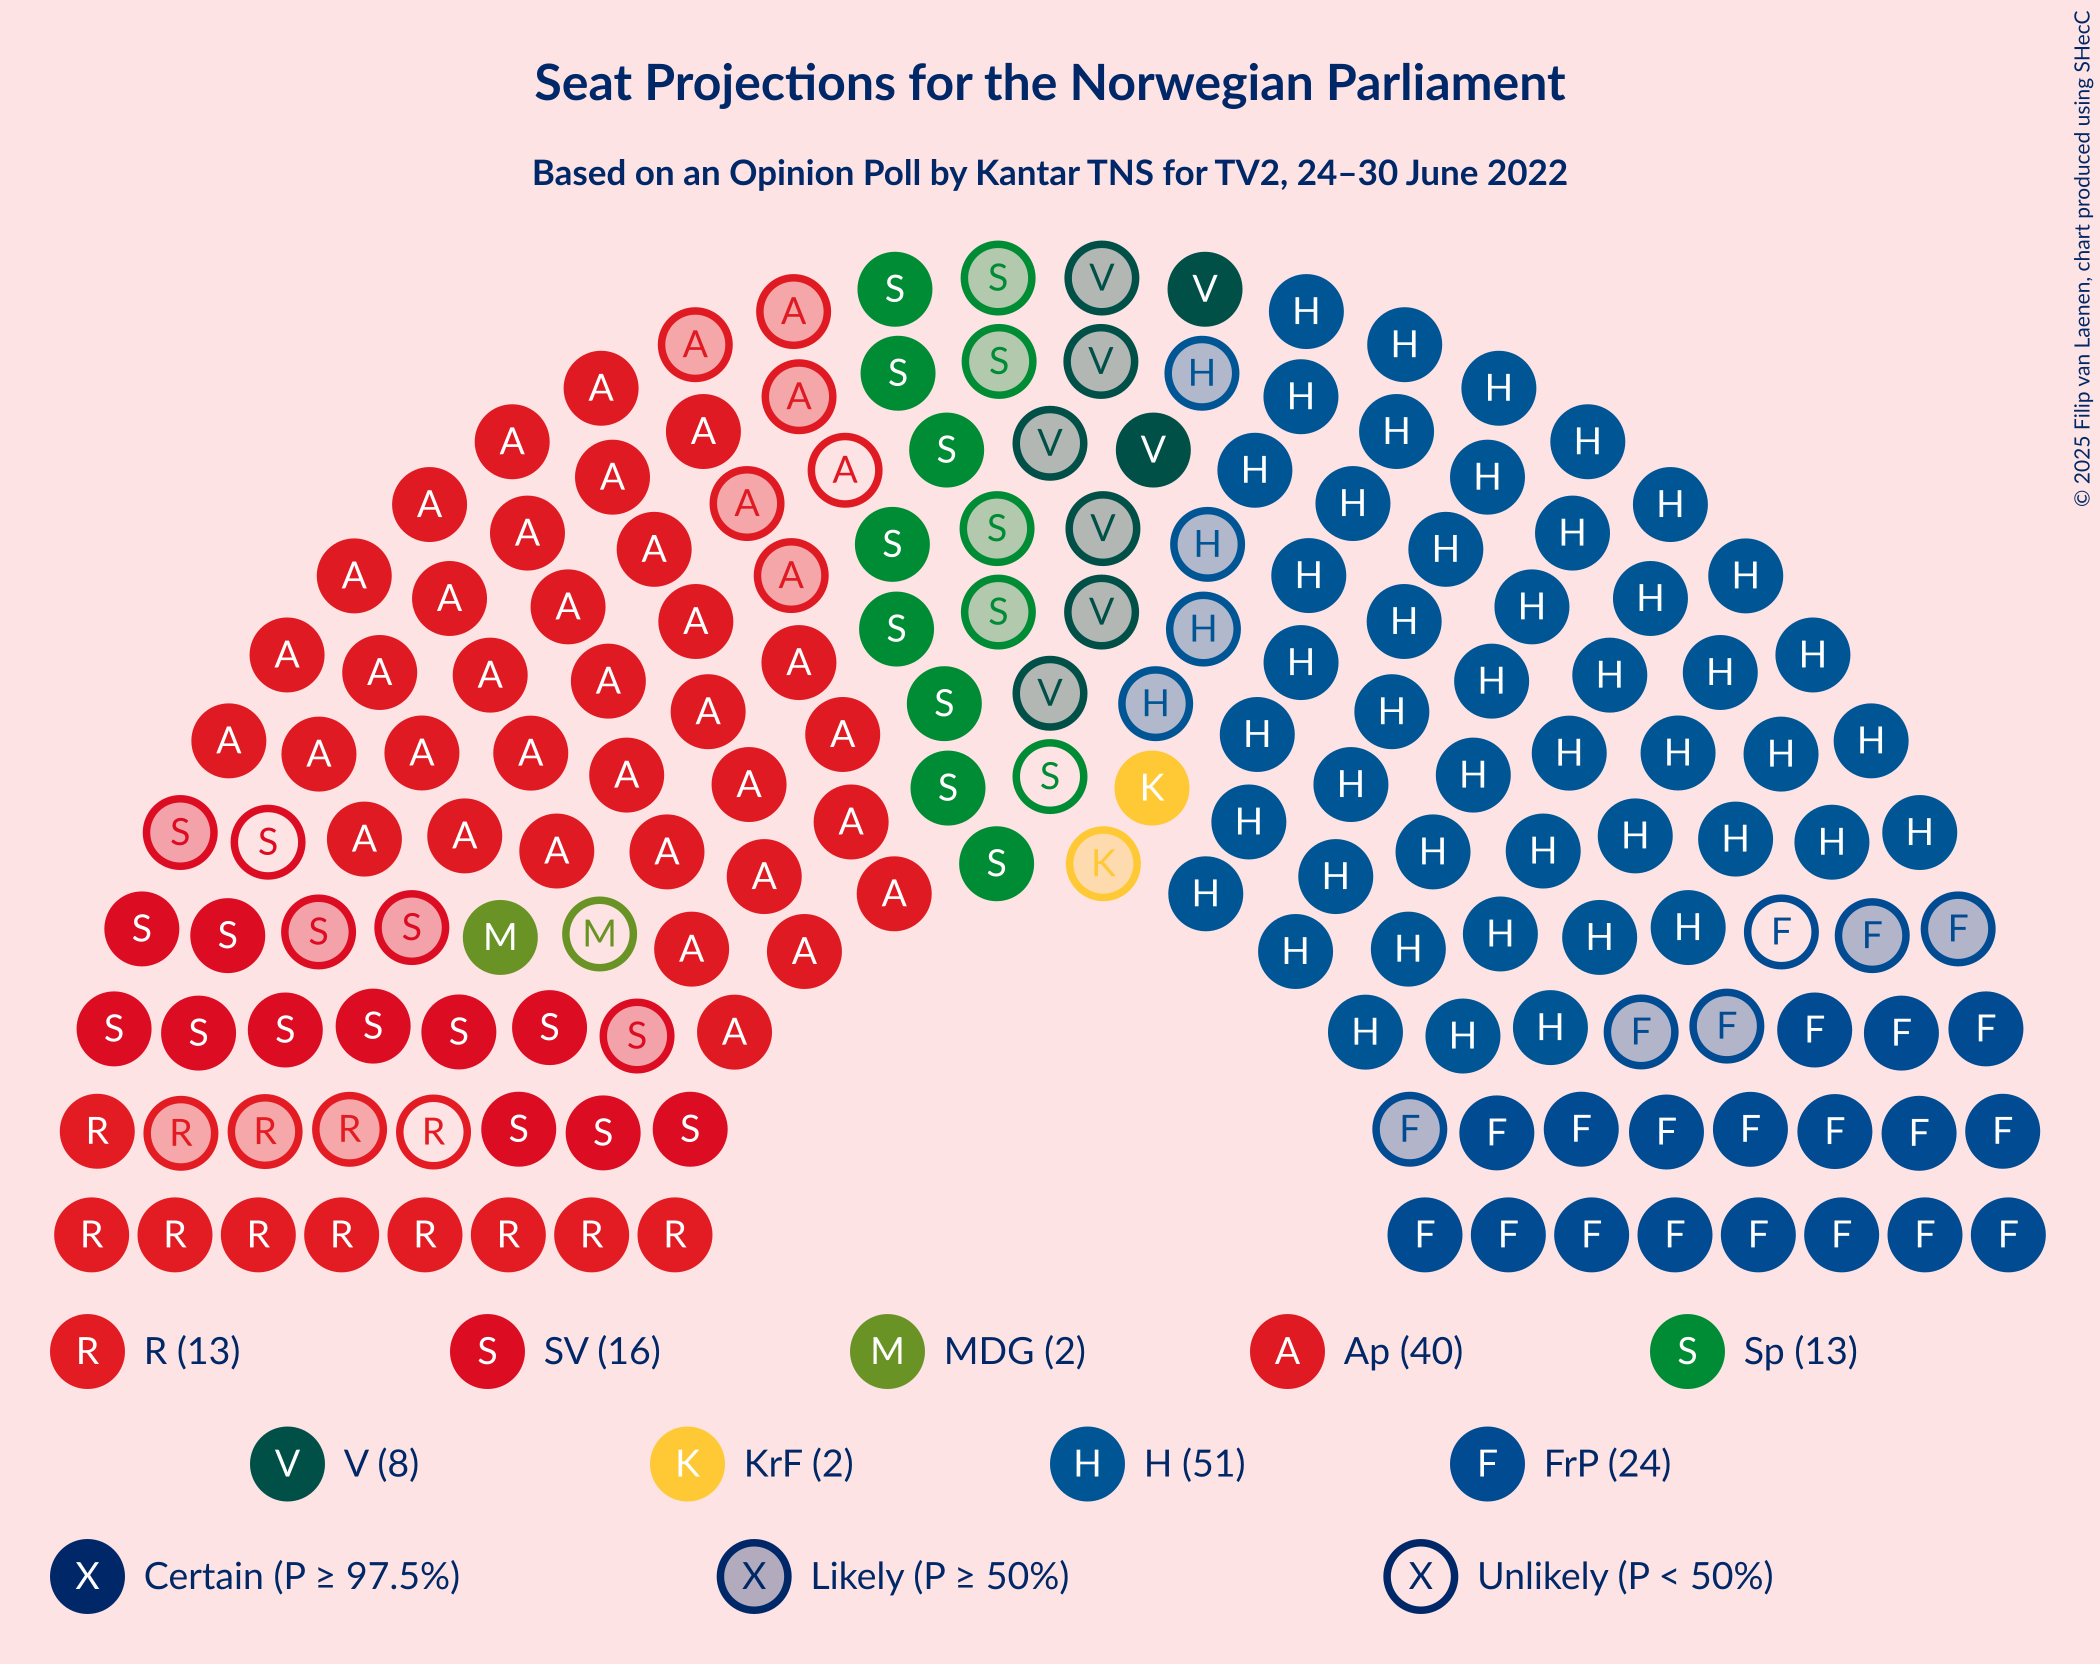 Seat Projections for the Norwegian Parliament
Based on an Opinion Poll by Kantar TNS for TV2, 24–30 June 2022
© 2025 Filip van Laenen, chart produced using SHecC
S S V V
A A H H
A S S V H H H
A A A H H
A A A S V V H H H H
A A A S S V H H H
A A A A A S S V H H H H H
A A A A S V H H H H
A A A A A A S S K H H H H H H
A A A A S K H H H H
S S A A A A A A H H H H H H
S S S S M M A A H H H H H F F F
S S S S S S S A H H H F F F F F
R R R R R S S S F F F F F F F F
R R R R R R R R F F F F F F F F
R R (13) S SV (16) M MDG (2) A Ap (40) S Sp (13)
V V (8) K KrF (2) H H (51) F FrP (24)
X Certain (P ≥ 97.5%) X Likely (P ≥ 50%) X Unlikely (P < 50%)